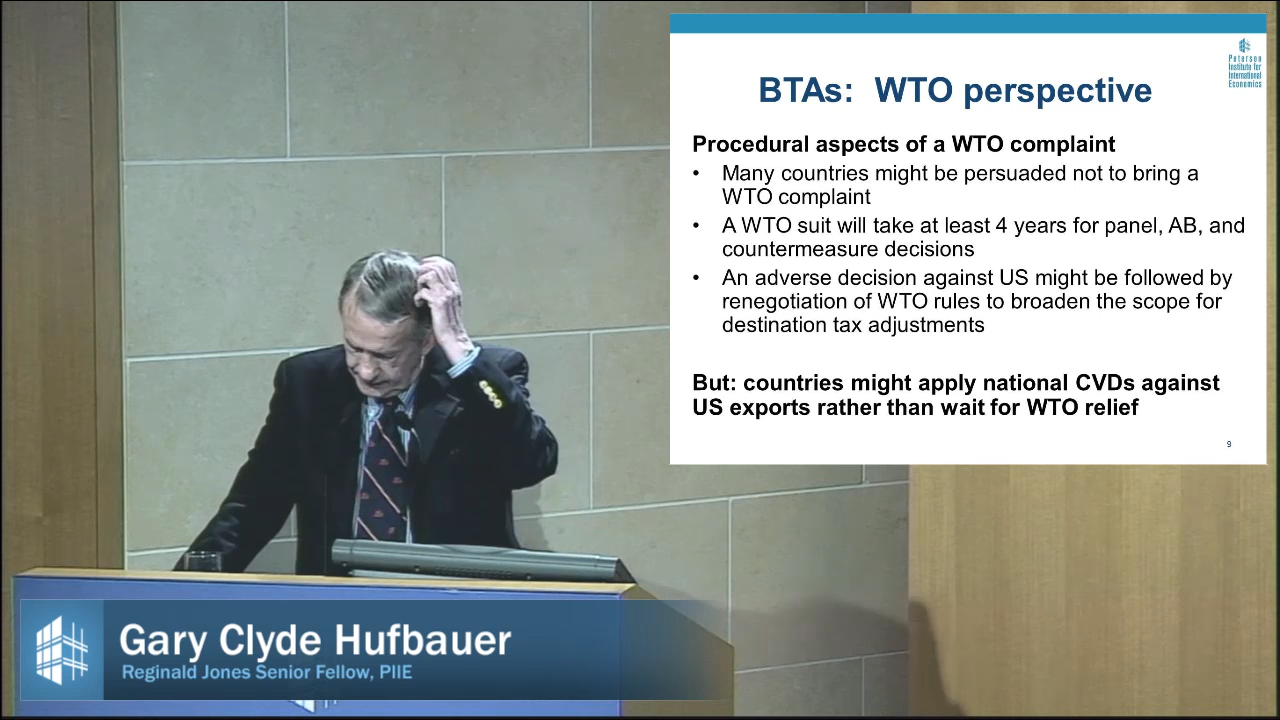 Peterson
Institute for
International
Economics
BTAs: WTO perspective
Procedural aspects of a WTO complaint
• Many countries might be persuaded not to bring a
WTO complaint
• A WTO suit will take at least 4 years for panel, AB, and
countermeasure decisions
• An adverse decision against US might be followed by
renegotiation of WTO rules to broaden the scope for
destination tax adjustments
But: countries might apply national CVDs against
US exports rather than wait for WTO relief
9
Gary Clyde Hufbauer
Reginald Jones Senior Fellow, PIIE